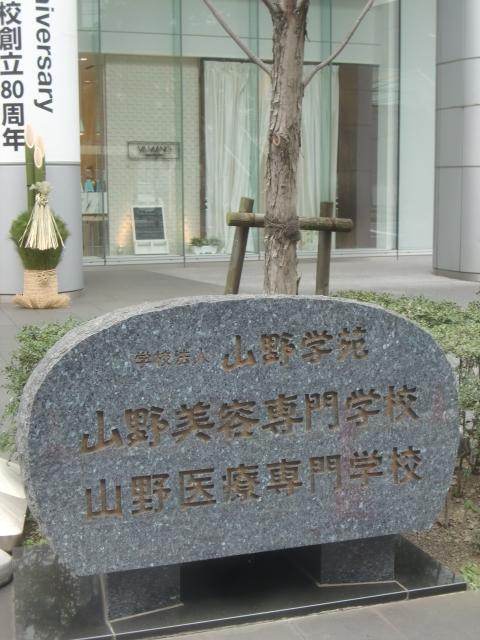 niversary
校創立80周年
YAMANO
学校法人 山野学苑
山野美容専門学校
山野医療専門学校